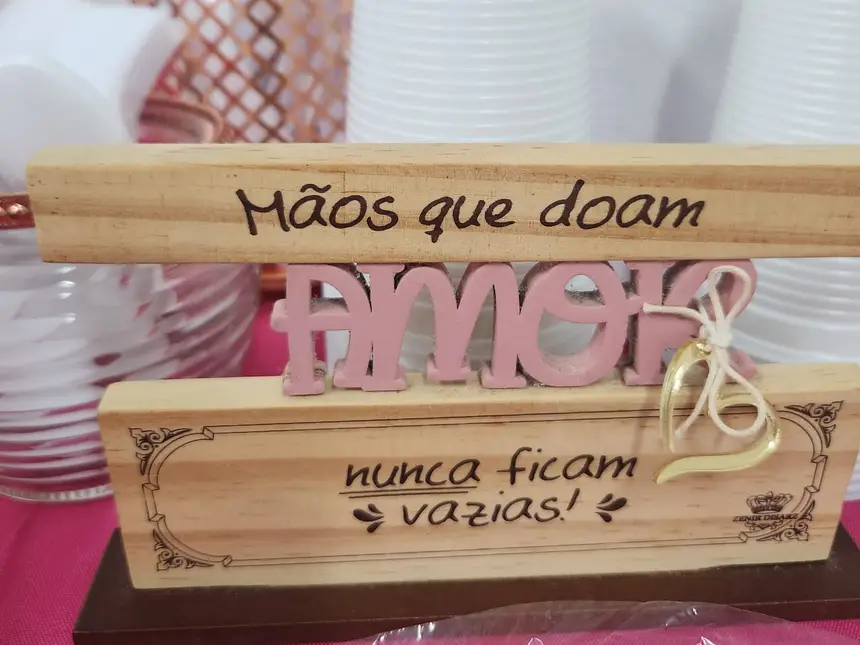 Mãos que doam
AMOR
nunca ficam
vazias!